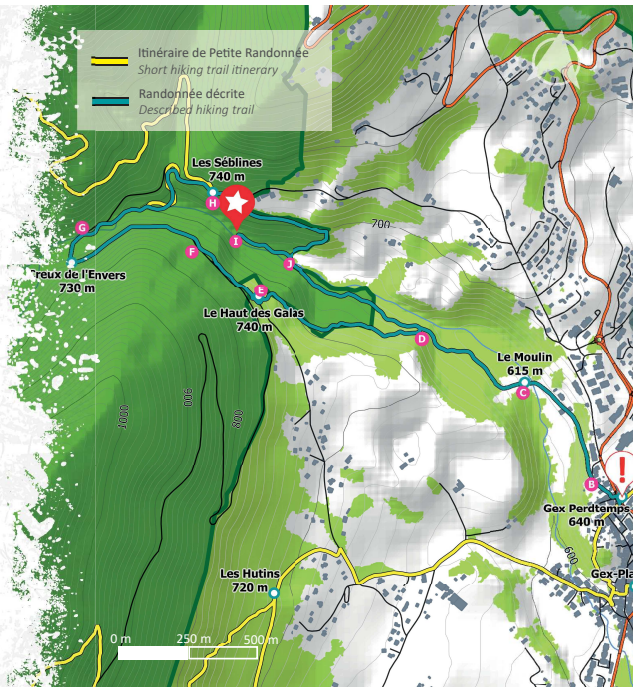 Itinéraire de Petite Randonnée
Short hiking trail itinerary
Randonnée décrite
Described hiking trail
Les Séblines
740 m
H
700
G
I
F
J
Creux de l'Envers
730 m
E
Le Haut des Galas
740 m
D
Le Moulin
615 m
C
1000
900
800
!
B
Gex Perdtemps
640 m
600
Les Hutins
720 m
Gex-Pla
0 m 250 m 500 m